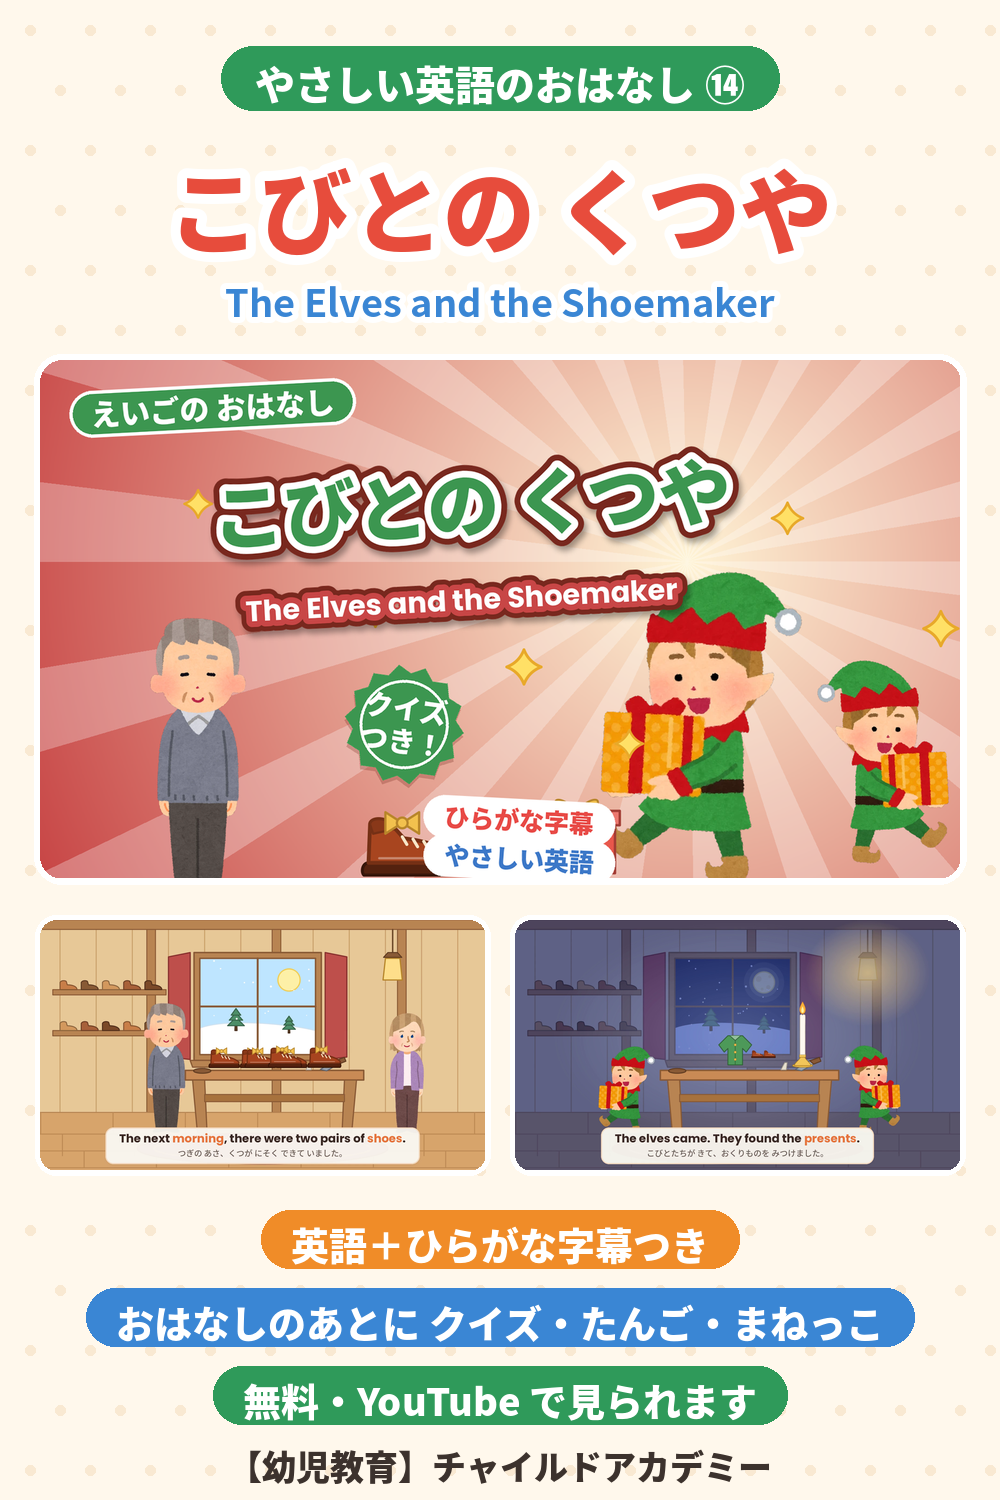 やさしい英語のおはなし ⑭
こびとの くつや
The Elves and the Shoemaker
えいごの おはなし
こびとの くつや
The Elves and the Shoemaker
クイズ
つき！
ひらがな字幕
やさしい英語
The next morning, there were two pairs of shoes.
つぎの あさ、くつが にそく できて いました。
The elves came. They found the presents.
こびとたちが きて、おくりものを みつけました。
英語＋ひらがな字幕つき
おはなしのあとに クイズ・たんご・まねっこ
無料・YouTube で見られます
【幼児教育】チャイルドアカデミー